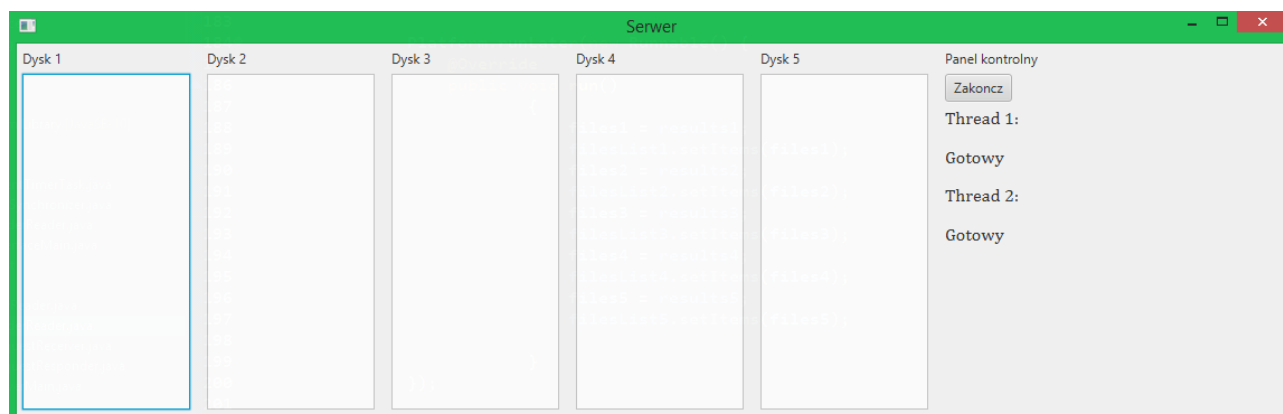 Serwer
Dysk 1 Dysk 2 Dysk 3 Dysk 4 Dysk 5 Panel kontrolny
Zakoncz
Thread 1:
Gotowy
Thread 2:
Gotowy